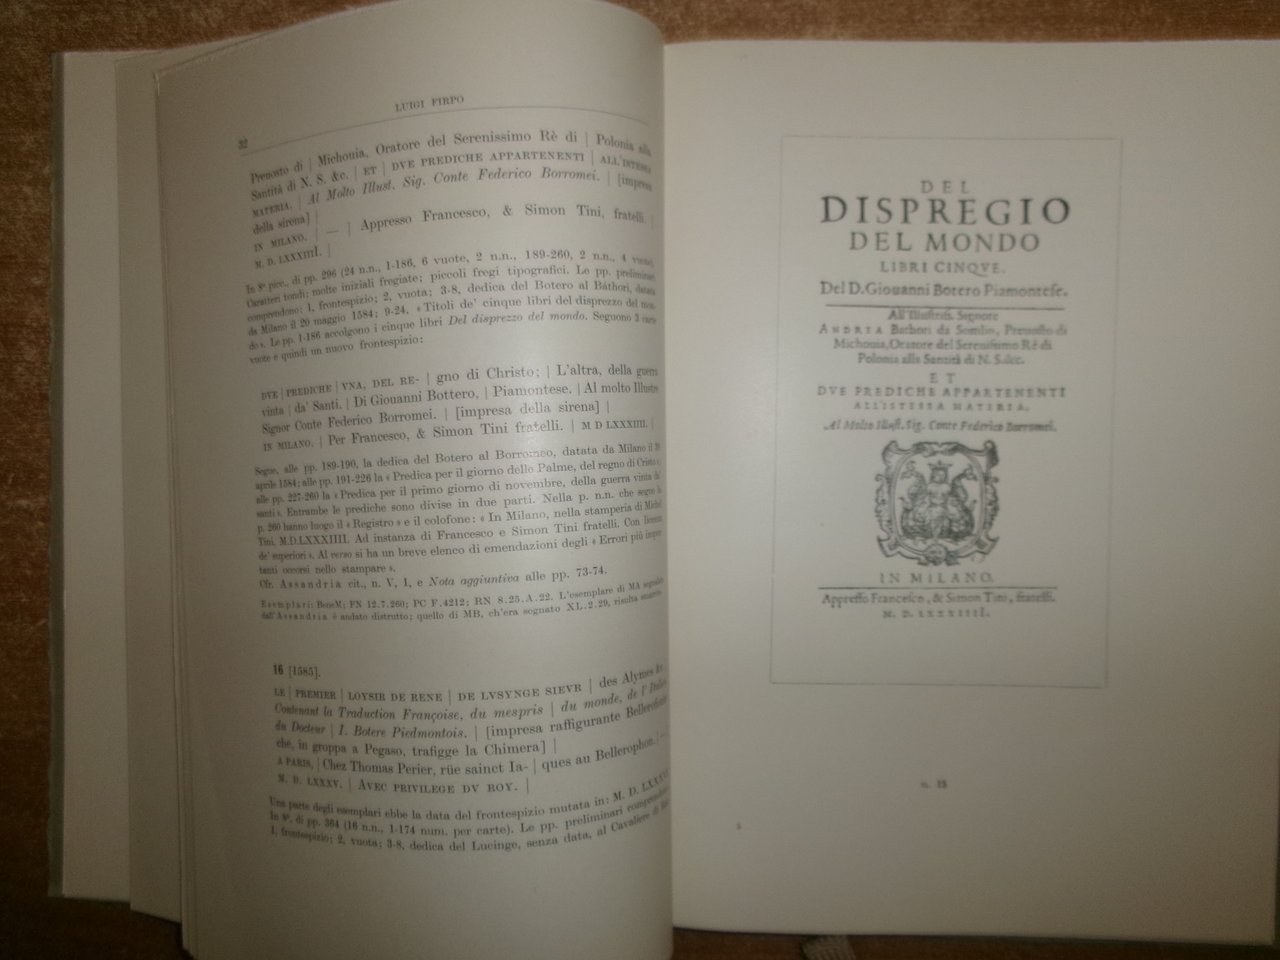 32
LUIGI FIRPO
Preuosto di | Michouia, Oratore del Serenissimo Rè di | Polonia alla
Santità di N. S. &c. | ET | DVE PREDICHE APPARTENENTI | ALL'ISTESSA
MATERIA. | Al Molto Illust. Sig. Conte Federico Borromei. | [impresa
della sirena] |
IN MILANO. | — | Appresso Francesco, & Simon Tini, fratelli. |
M. D. LXXXIIII. |
In 8º picc., di pp. 296 (24 n.n., 1-186, 6 vuote, 2 n.n., 189-260, 2 n.n., 4 vuote).
Caratteri tondi; molte iniziali fregiate; piccoli fregi tipografici. Le pp. preliminari
comprendono: 1, frontespizio; 2, vuota; 3-8, dedica del Botero al Báthori, datata
da Milano il 20 maggio 1584; 9-24, « Titoli de' cinque libri del disprezzo del mon-
do ». Le pp. 1-186 accolgono i cinque libri Del disprezzo del mondo. Seguono 3 carte
vuote e quindi un nuovo frontespizio:
DVE | PREDICHE | VNA, DEL RE- | gno di Christo; | L'altra, della guerra
vinta | da' Santi. | Di Giouanni Bottero, | Piamontese. | Al molto Illustre
Signor Conte Federico Borromei. | [impresa della sirena] |
IN MILANO. | Per Francesco, & Simon Tini fratelli. | M D LXXXIIII. |
Segue, alle pp. 189-190, la dedica del Botero al Borromeo, datata da Milano il 20
aprile 1584; alle pp. 191-226 la « Predica per il giorno delle Palme, del regno di Cristo »;
alle pp. 227-260 la « Predica per il primo giorno di novembre, della guerra vinta da'
santi ». Entrambe le prediche sono divise in due parti. Nella p. n.n. che segue la
p. 260 hanno luogo il « Registro » e il colofone: « In Milano, nella stamperia di Michel
Tini, M.D.LXXXIIII. Ad instanza di Francesco e Simon Tini fratelli. Con licenza
de' superiori ». Al verso si ha un breve elenco di emendazioni degli « Errori più impor-
tanti occorsi nello stampare ».
Cfr. Assandria cit., n. V, 1, e Nota aggiuntiva alle pp. 73-74.
Esemplari: BeneM; FN 12.7.260; PC F.4212; RN 8.25.A.22. L'esemplare di MA segnalato
dall'Assandria è andato distrutto; quello di MB, ch'era segnato XL.2.29, risulta smarrito.
16 [1585].
LE | PREMIER | LOYSIR DE RENE | DE LVSYNGE SIEVR | des Alymes &c.
Contenant la Traduction Françoise, du mespris | du monde, de l'Italien
du Docteur | I. Botere Piedmontois. | [impresa raffigurante Bellerofonte
che, in groppa a Pegaso, trafigge la Chimera] |
A PARIS, | Chez Thomas Perier, rüe sainct Ia- | ques au Bellerophon. | —
M. D. LXXXV. | AVEC PRIVILEGE DV ROY. |
Una parte degli esemplari ebbe la data del frontespizio mutata in: M. D. LXXXVI
In 8º, di pp. 364 (16 n.n., 1-174 num. per carte). Le pp. preliminari comprendono:
1, frontespizio; 2, vuota; 3-8, dedica del Lucinge, senza data, al Cavaliere di
DEL
DISPREGIO
DEL MONDO
LIBRI CINQVE.
Del D. Giouanni Botero Piamontese.
All'Illustriss. Signore
ANDREA Bathori da Somlio, Preuosto di
Michouia, Oratore del Serenissimo Rè di
Polonia alla Santità di N. S. &c.
ET
DVE PREDICHE APPARTENENTI
ALL'ISTESSA MATERIA.
Al Molto Illust. Sig. Conte Federico Borromei.
IN MILANO.
Appresso Francesco, & Simon Tini, fratelli.
M. D. LXXXIIII.
n. 15
3